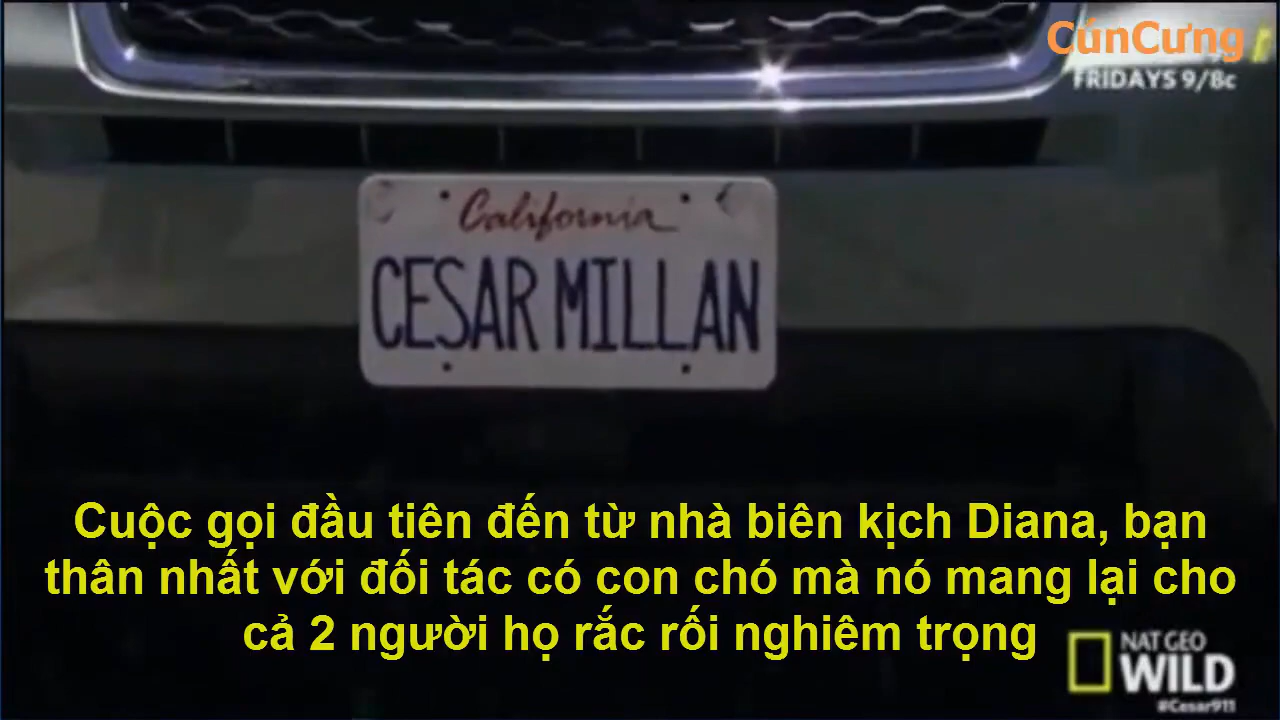 CúnCưng
FRIDAYS 9/8c
California
CESAR MILLAN
Cuộc gọi đầu tiên đến từ nhà biên kịch Diana, bạn
thân nhất với đối tác có con chó mà nó mang lại cho
cả 2 người họ rắc rối nghiêm trọng
NAT GEO
WILD
#Cesar911